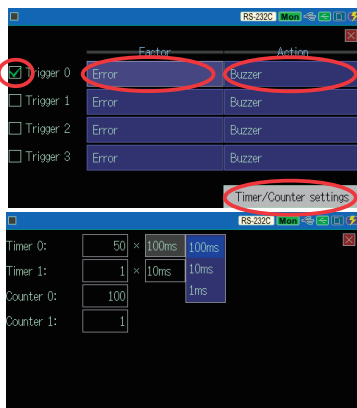 RS-232C Mon
Factor Action
Trigger 0 Error Buzzer
Trigger 1 Error Buzzer
Trigger 2 Error Buzzer
Trigger 3 Error Buzzer
Timer/Counter settings
RS-232C Mon
Timer 0: 50 × 100ms 100ms
Timer 1: 1 × 10ms 10ms
1ms
Counter 0: 100
Counter 1: 1